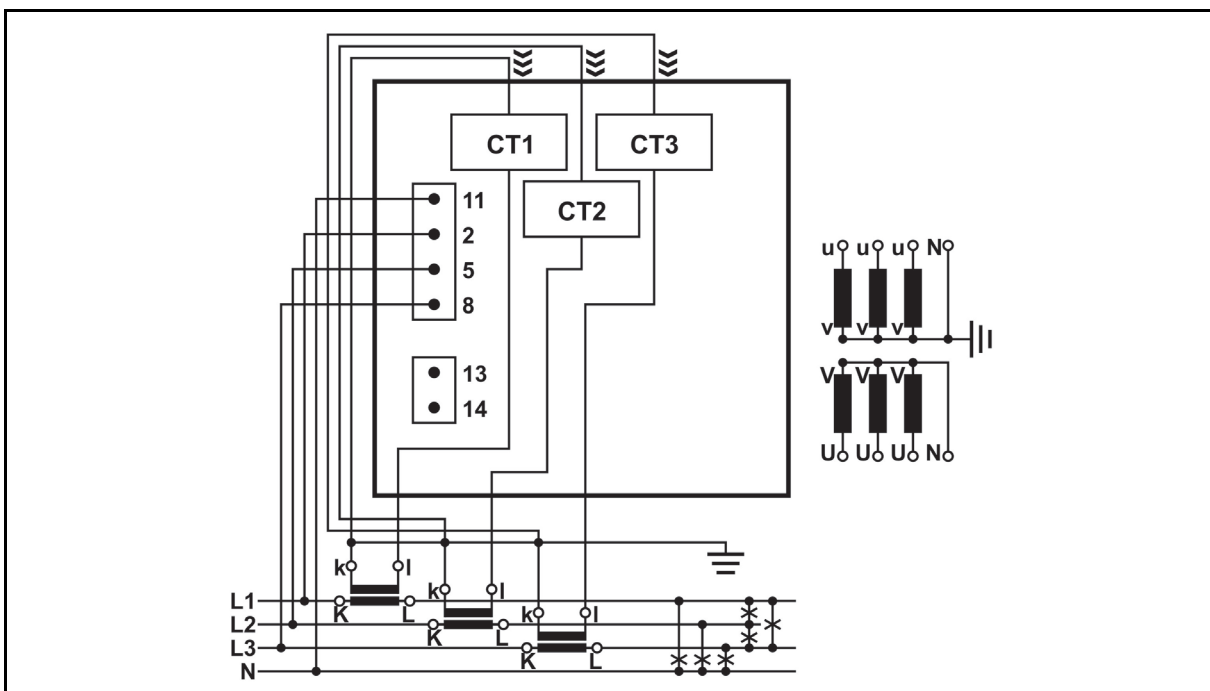 CT1 CT3
CT2
11
2
5
8
13
14
u u u N
v v v
V V V
U U U N
k l
k l
k l
L1 K L
L2 K L
L3 K L
N